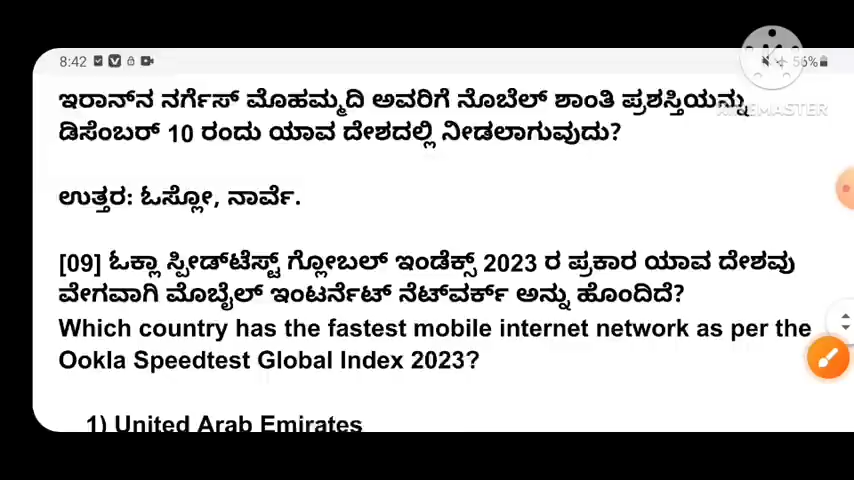 8:42
56%
KINEMASTER
ಇರಾನ್‌ನ ನರ್ಗೆಸ್ ಮೊಹಮ್ಮದಿ ಅವರಿಗೆ ನೊಬೆಲ್ ಶಾಂತಿ ಪ್ರಶಸ್ತಿಯನ್ನು
ಡಿಸೆಂಬರ್ 10 ರಂದು ಯಾವ ದೇಶದಲ್ಲಿ ನೀಡಲಾಗುವುದು?
ಉತ್ತರ: ಓಸ್ಲೋ, ನಾರ್ವೆ.
[09] ಓಕ್ಲಾ ಸ್ಪೀಡ್‌ಟೆಸ್ಟ್ ಗ್ಲೋಬಲ್ ಇಂಡೆಕ್ಸ್ 2023 ರ ಪ್ರಕಾರ ಯಾವ ದೇಶವು
ವೇಗವಾಗಿ ಮೊಬೈಲ್ ಇಂಟರ್ನೆಟ್ ನೆಟ್‌ವರ್ಕ್ ಅನ್ನು ಹೊಂದಿದೆ?
Which country has the fastest mobile internet network as per the
Ookla Speedtest Global Index 2023?
1) United Arab Emirates